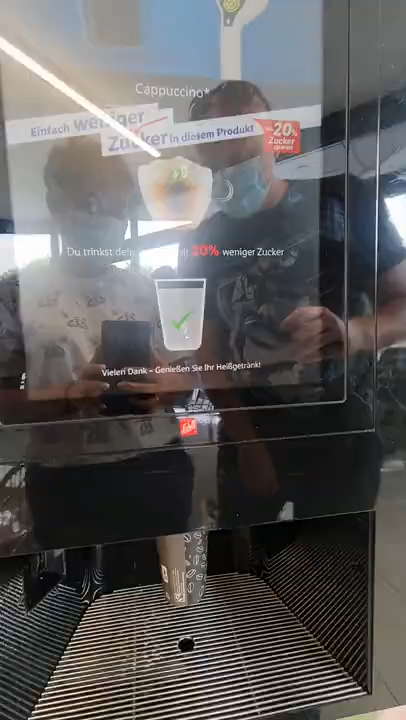 Cappuccino*
Einfach Weniger
Zucker in diesem Produkt
-20%
Zucker
Du trinkst dein
20% weniger Zucker
Vielen Dank – Genießen Sie Ihr Heißgetränk!